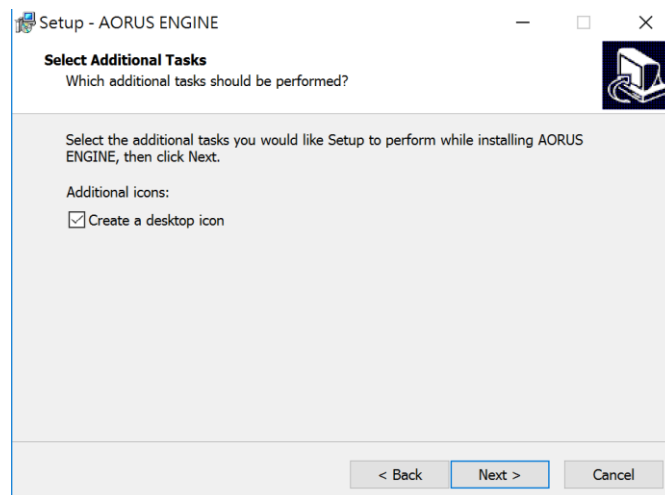 Setup - AORUS ENGINE
Select Additional Tasks
Which additional tasks should be performed?
Select the additional tasks you would like Setup to perform while installing AORUS
ENGINE, then click Next.
Additional icons:
Create a desktop icon
< Back
Next >
Cancel